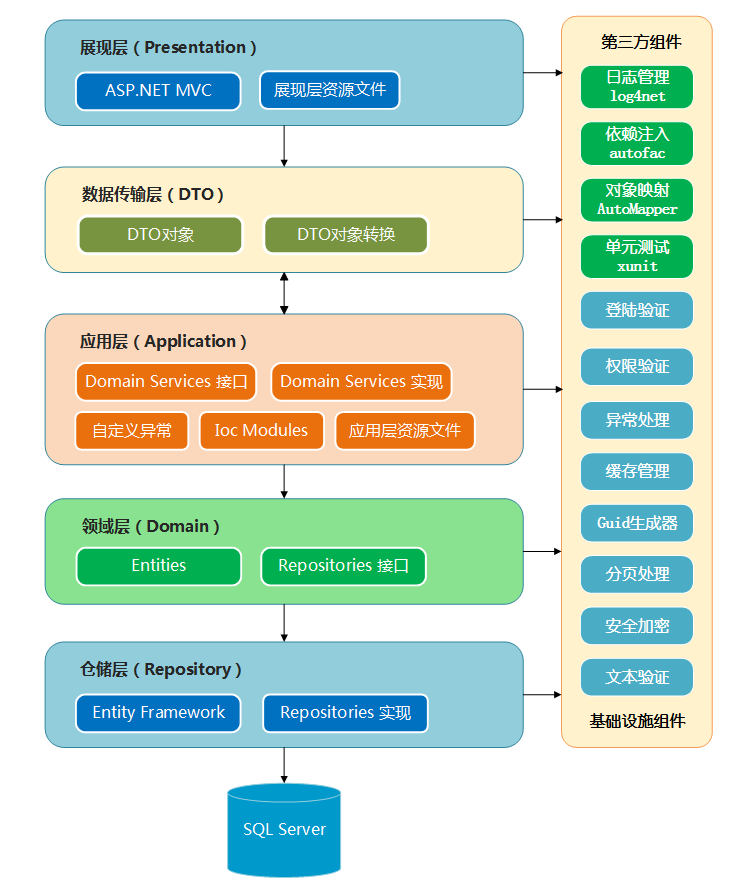 展现层（Presentation）
ASP.NET MVC
展现层资源文件
数据传输层（DTO）
DTO对象
DTO对象转换
应用层（Application）
Domain Services 接口
Domain Services 实现
自定义异常
Ioc Modules
应用层资源文件
领域层（Domain）
Entities
Repositories 接口
仓储层（Repository）
Entity Framework
Repositories 实现
SQL Server
第三方组件
日志管理
log4net
依赖注入
autofac
对象映射
AutoMapper
单元测试
xunit
登陆验证
权限验证
异常处理
缓存管理
Guid生成器
分页处理
安全加密
文本验证
基础设施组件